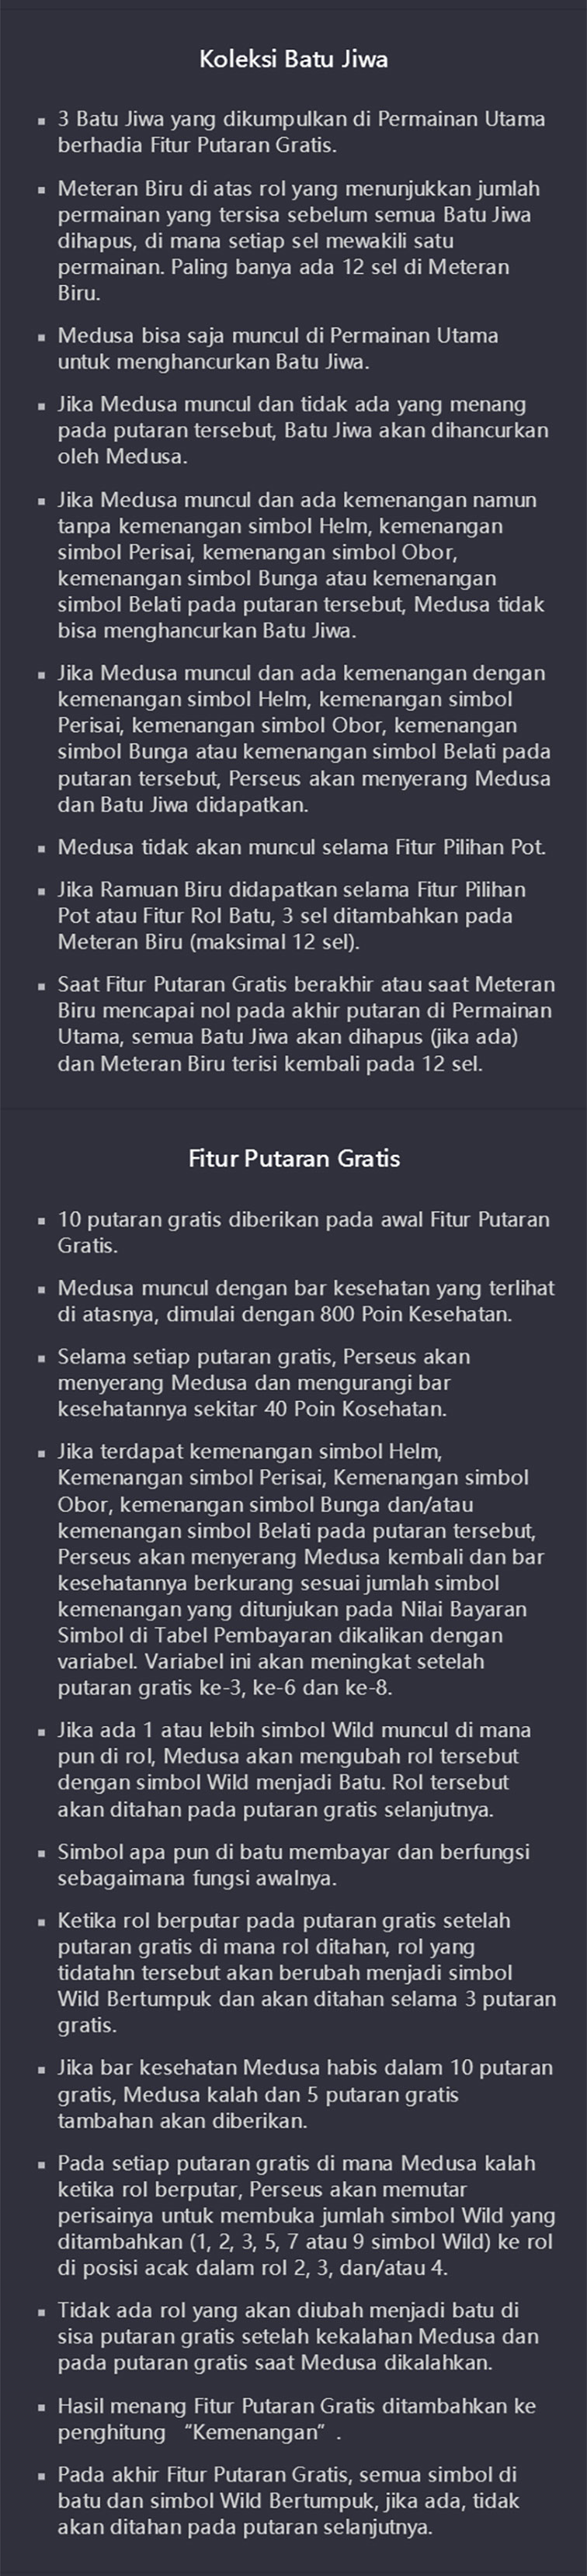 Koleksi Batu Jiwa
▪ 3 Batu Jiwa yang dikumpulkan di Permainan Utama
berhadia Fitur Putaran Gratis.
▪ Meteran Biru di atas rol yang menunjukkan jumlah
permainan yang tersisa sebelum semua Batu Jiwa
dihapus, di mana setiap sel mewakili satu
permainan. Paling banya ada 12 sel di Meteran
Biru.
▪ Medusa bisa saja muncul di Permainan Utama
untuk menghancurkan Batu Jiwa.
▪ Jika Medusa muncul dan tidak ada yang menang
pada putaran tersebut, Batu Jiwa akan dihancurkan
oleh Medusa.
▪ Jika Medusa muncul dan ada kemenangan namun
tanpa kemenangan simbol Helm, kemenangan
simbol Perisai, kemenangan simbol Obor,
kemenangan simbol Bunga atau kemenangan
simbol Belati pada putaran tersebut, Medusa tidak
bisa menghancurkan Batu Jiwa.
▪ Jika Medusa muncul dan ada kemenangan dengan
kemenangan simbol Helm, kemenangan simbol
Perisai, kemenangan simbol Obor, kemenangan
simbol Bunga atau kemenangan simbol Belati pada
putaran tersebut, Perseus akan menyerang Medusa
dan Batu Jiwa didapatkan.
▪ Medusa tidak akan muncul selama Fitur Pilihan Pot.
▪ Jika Ramuan Biru didapatkan selama Fitur Pilihan
Pot atau Fitur Rol Batu, 3 sel ditambahkan pada
Meteran Biru (maksimal 12 sel).
▪ Saat Fitur Putaran Gratis berakhir atau saat Meteran
Biru mencapai nol pada akhir putaran di Permainan
Utama, semua Batu Jiwa akan dihapus (jika ada)
dan Meteran Biru terisi kembali pada 12 sel.
Fitur Putaran Gratis
▪ 10 putaran gratis diberikan pada awal Fitur Putaran
Gratis.
▪ Medusa muncul dengan bar kesehatan yang terlihat
di atasnya, dimulai dengan 800 Poin Kesehatan.
▪ Selama setiap putaran gratis, Perseus akan
menyerang Medusa dan mengurangi bar
kesehatannya sekitar 40 Poin Kosehatan.
▪ Jika terdapat kemenangan simbol Helm,
Kemenangan simbol Perisai, Kemenangan simbol
Obor, kemenangan simbol Bunga dan/atau
kemenangan simbol Belati pada putaran tersebut,
Perseus akan menyerang Medusa kembali dan bar
kesehatannya berkurang sesuai jumlah simbol
kemenangan yang ditunjukan pada Nilai Bayaran
Simbol di Tabel Pembayaran dikalikan dengan
variabel. Variabel ini akan meningkat setelah
putaran gratis ke-3, ke-6 dan ke-8.
▪ Jika ada 1 atau lebih simbol Wild muncul di mana
pun di rol, Medusa akan mengubah rol tersebut
dengan simbol Wild menjadi Batu. Rol tersebut
akan ditahan pada putaran gratis selanjutnya.
▪ Simbol apa pun di batu membayar dan berfungsi
sebagaimana fungsi awalnya.
▪ Ketika rol berputar pada putaran gratis setelah
putaran gratis di mana rol ditahan, rol yang
tidatahn tersebut akan berubah menjadi simbol
Wild Bertumpuk dan akan ditahan selama 3 putaran
gratis.
▪ Jika bar kesehatan Medusa habis dalam 10 putaran
gratis, Medusa kalah dan 5 putaran gratis
tambahan akan diberikan.
▪ Pada setiap putaran gratis di mana Medusa kalah
ketika rol berputar, Perseus akan memutar
perisainya untuk membuka jumlah simbol Wild yang
ditambahkan (1, 2, 3, 5, 7 atau 9 simbol Wild) ke rol
di posisi acak dalam rol 2, 3, dan/atau 4.
▪ Tidak ada rol yang akan diubah menjadi batu di
sisa putaran gratis setelah kekalahan Medusa dan
pada putaran gratis saat Medusa dikalahkan.
▪ Hasil menang Fitur Putaran Gratis ditambahkan ke
penghitung “Kemenangan” .
▪ Pada akhir Fitur Putaran Gratis, semua simbol di
batu dan simbol Wild Bertumpuk, jika ada, tidak
akan ditahan pada putaran selanjutnya.